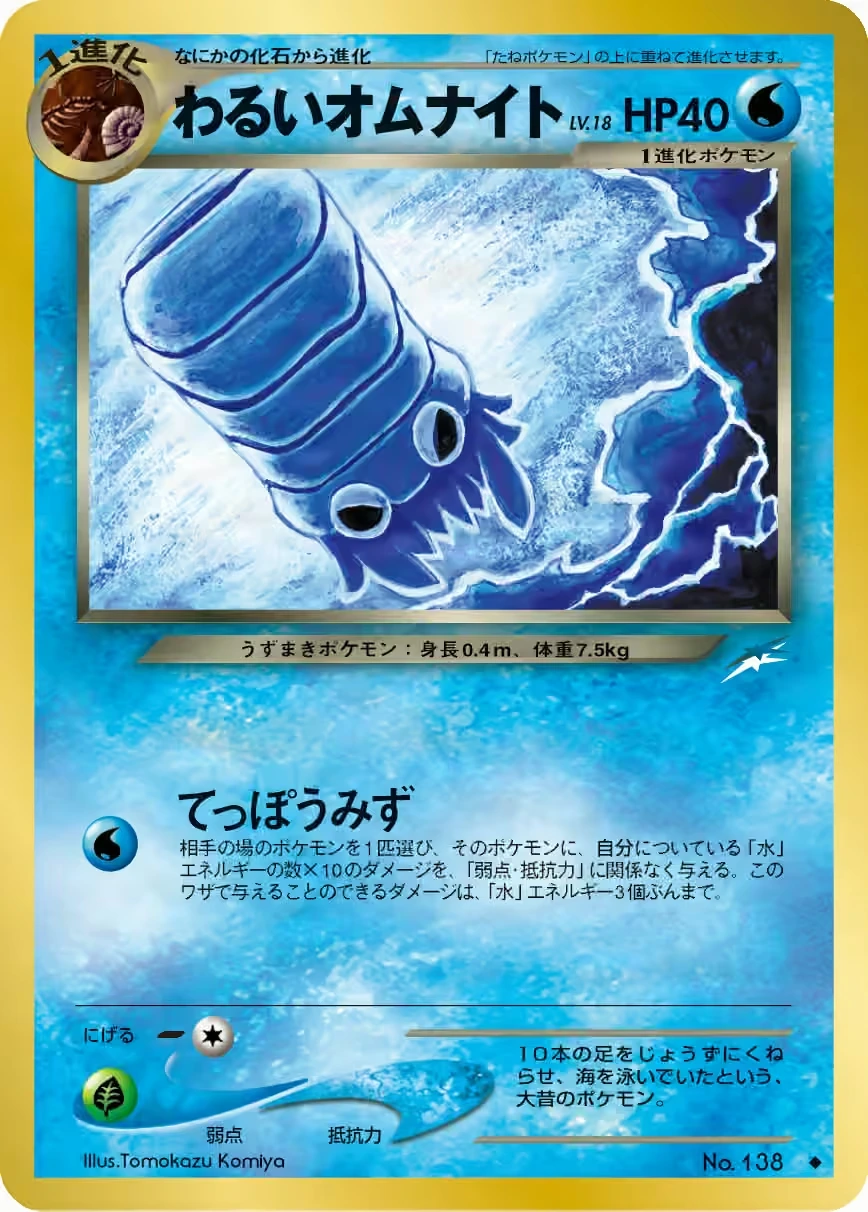 1進化
なにかの化石から進化
「たねポケモン」の上に重ねて進化させます。
わるいオムナイト LV.18 HP40
1進化ポケモン
うずまきポケモン：身長0.4m、体重7.5kg
てっぽうみず
相手の場のポケモンを1匹選び、そのポケモンに、自分についている「水」
エネルギーの数×10のダメージを、「弱点・抵抗力」に関係なく与える。この
ワザで与えることのできるダメージは、「水」エネルギー3個ぶんまで。
にげる
10本の足をじょうずにくね
らせ、海を泳いでいたという、
大昔のポケモン。
弱点
抵抗力
Illus.Tomokazu Komiya
No. 138